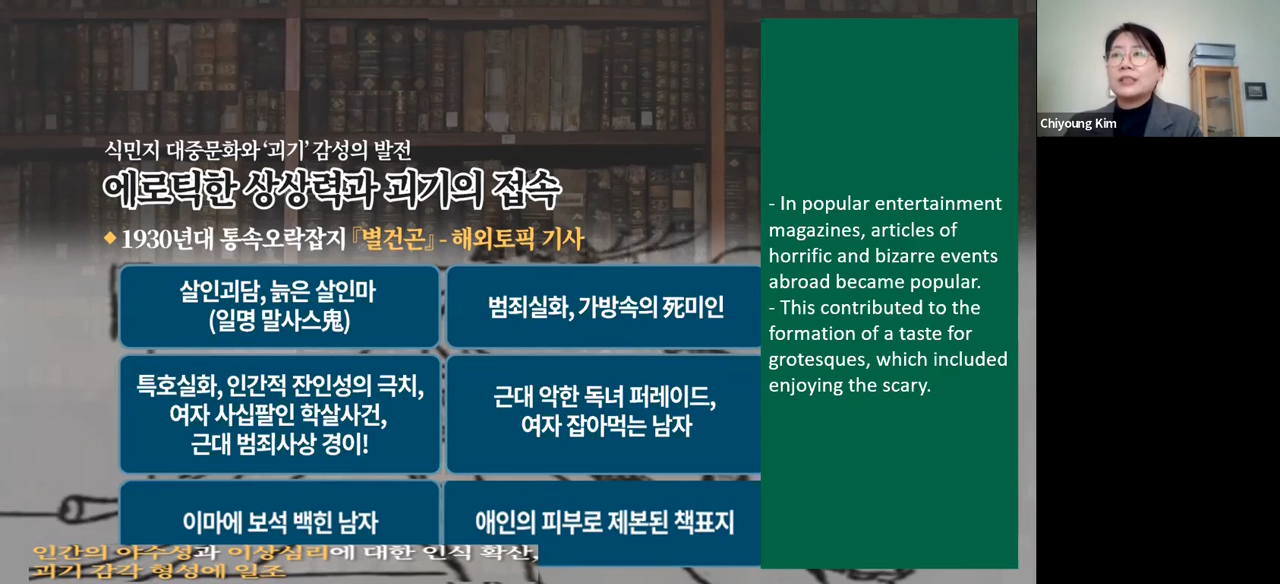 식민지 대중문화와 '괴기' 감성의 발전
에로틱한 상상력과 괴기의 접속
◆ 1930년대 통속오락잡지 『별건곤』 - 해외토픽 기사
살인괴담, 늙은 살인마
(일명 말사스鬼)
범죄실화, 가방속의 死미인
특호실화, 인간적 잔인성의 극치,
여자 사십팔인 학살사건,
근대 범죄사상 경이!
근대 악한 독녀 퍼레이드,
여자 잡아먹는 남자
이마에 보석 백힌 남자
애인의 피부로 제본된 책표지
인간의 야수성과 이상심리에 대한 인식 확산,
괴기 감각 형성에 일조
- In popular entertainment
magazines, articles of
horrific and bizarre events
abroad became popular.
- This contributed to the
formation of a taste for
grotesques, which included
enjoying the scary.
Chiyoung Kim